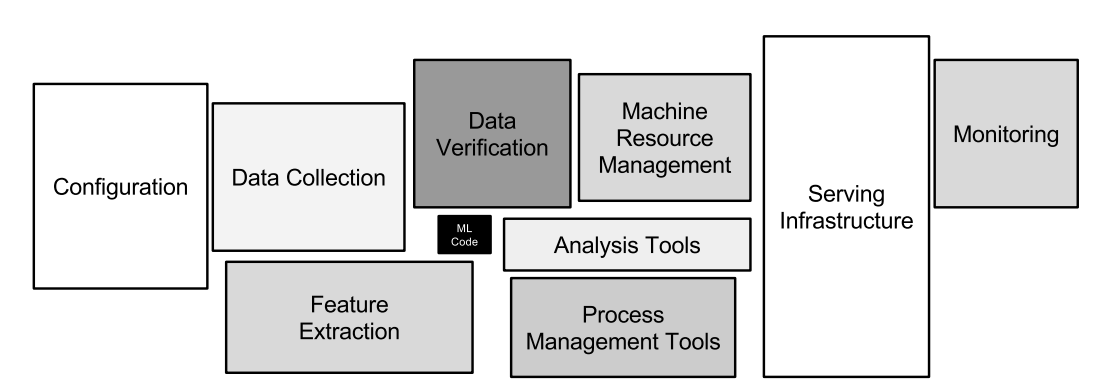 Configuration
Data Collection
Data
Verification
Machine
Resource
Management
Monitoring
Serving
Infrastructure
ML
Code
Analysis Tools
Feature
Extraction
Process
Management Tools